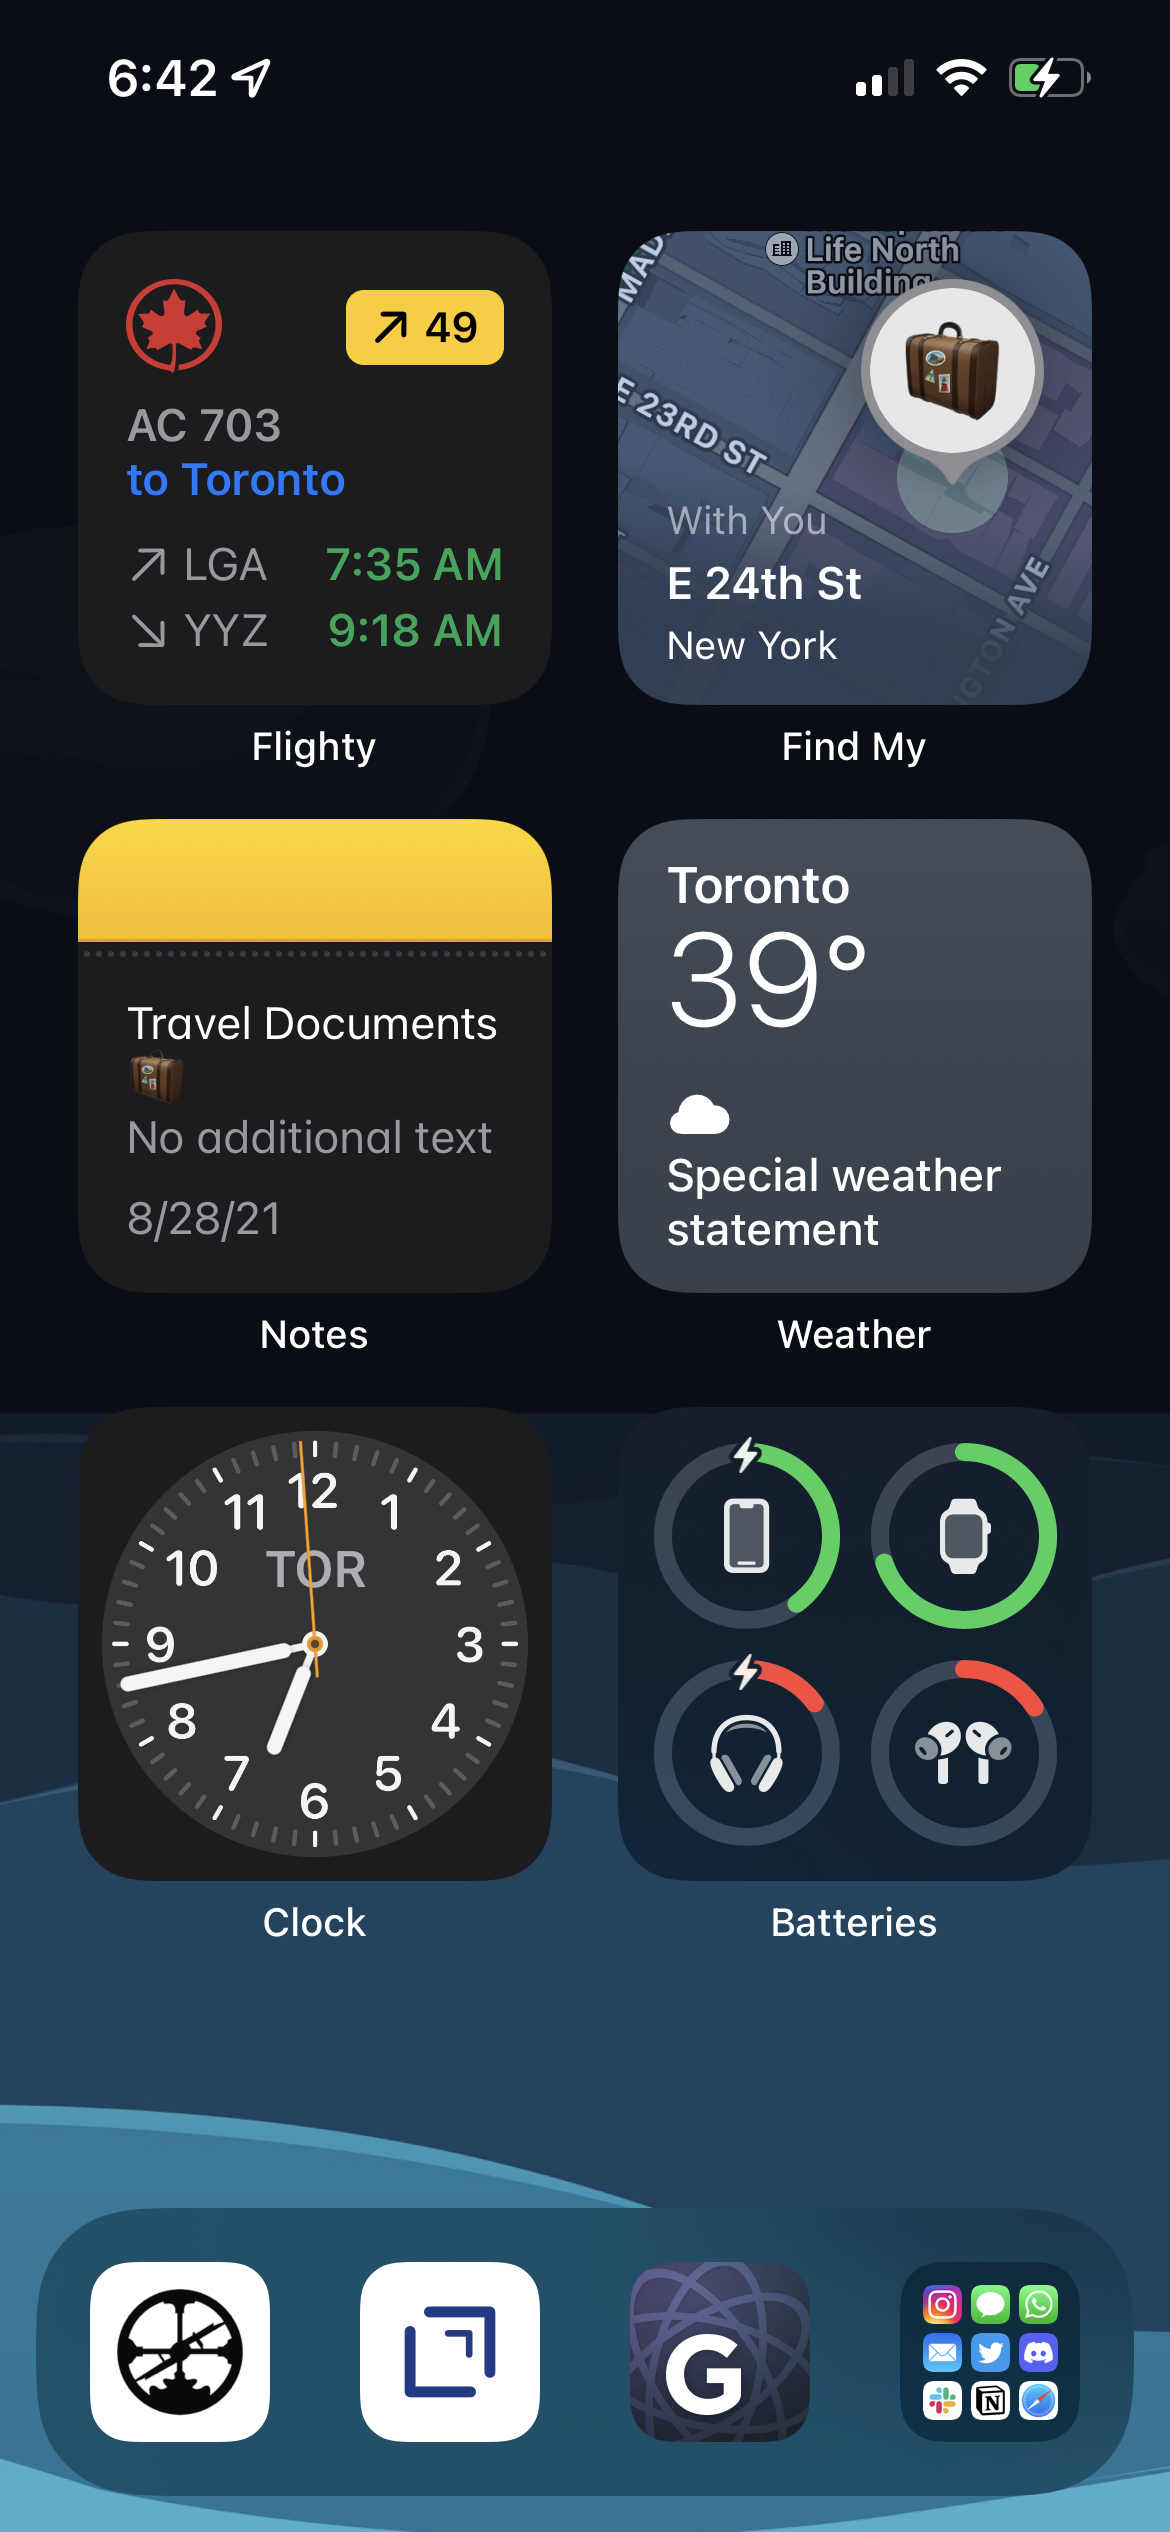 6:42
49
AC 703
to Toronto
LGA 7:35 AM
YYZ 9:18 AM
Flighty
Life North
Building
MAD
E 23RD ST
With You
E 24th St
New York
GTON AVE
Find My
Travel Documents
No additional text
8/28/21
Notes
Toronto
39°
Special weather
statement
Weather
12
11 1
10 TOR 2
9 3
8 4
7 5
6
Clock
Batteries
G
N